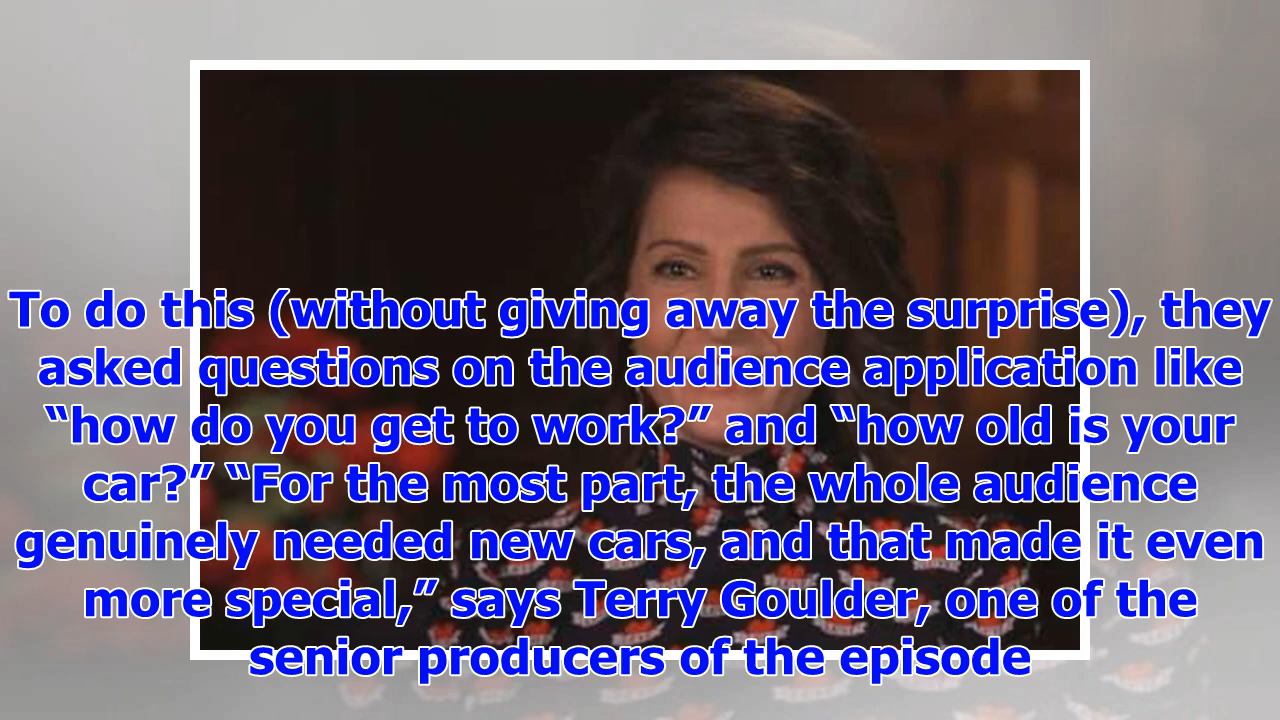 To do this (without giving away the surprise), they
asked questions on the audience application like
“how do you get to work?” and “how old is your
car?” “For the most part, the whole audience
genuinely needed new cars, and that made it even
more special,” says Terry Goulder, one of the
senior producers of the episode